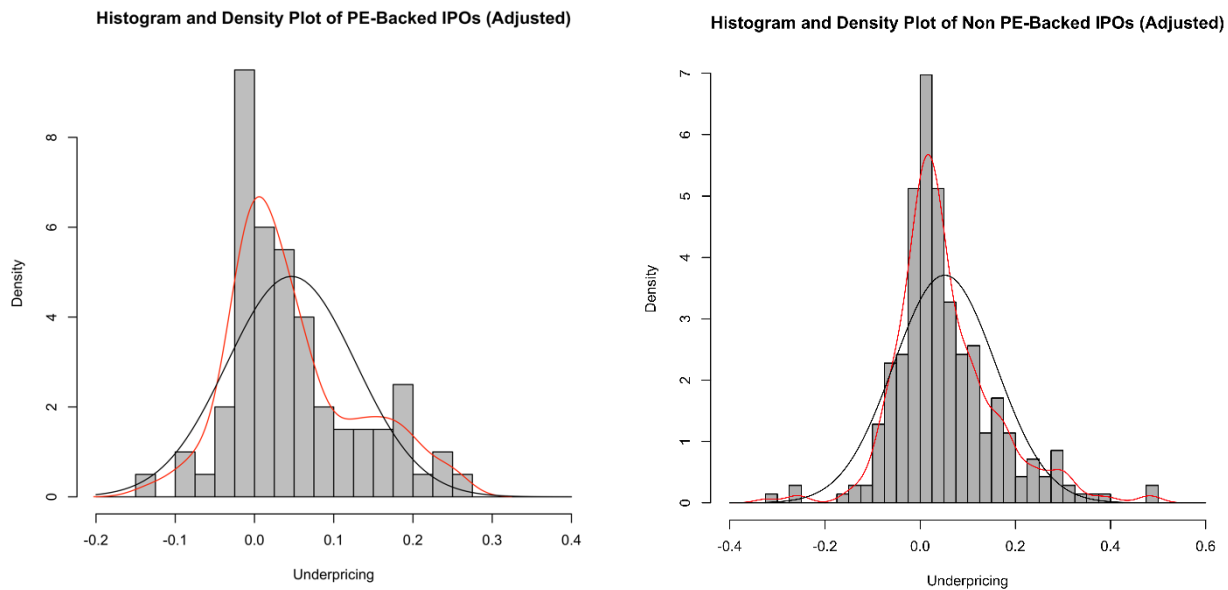 Histogram and Density Plot of PE-Backed IPOs (Adjusted)
Density
8
6
4
2
0
-0.2 -0.1 0.0 0.1 0.2 0.3 0.4
Underpricing
Histogram and Density Plot of Non PE-Backed IPOs (Adjusted)
Density
7
6
5
4
3
2
1
0
-0.4 -0.2 0.0 0.2 0.4 0.6
Underpricing